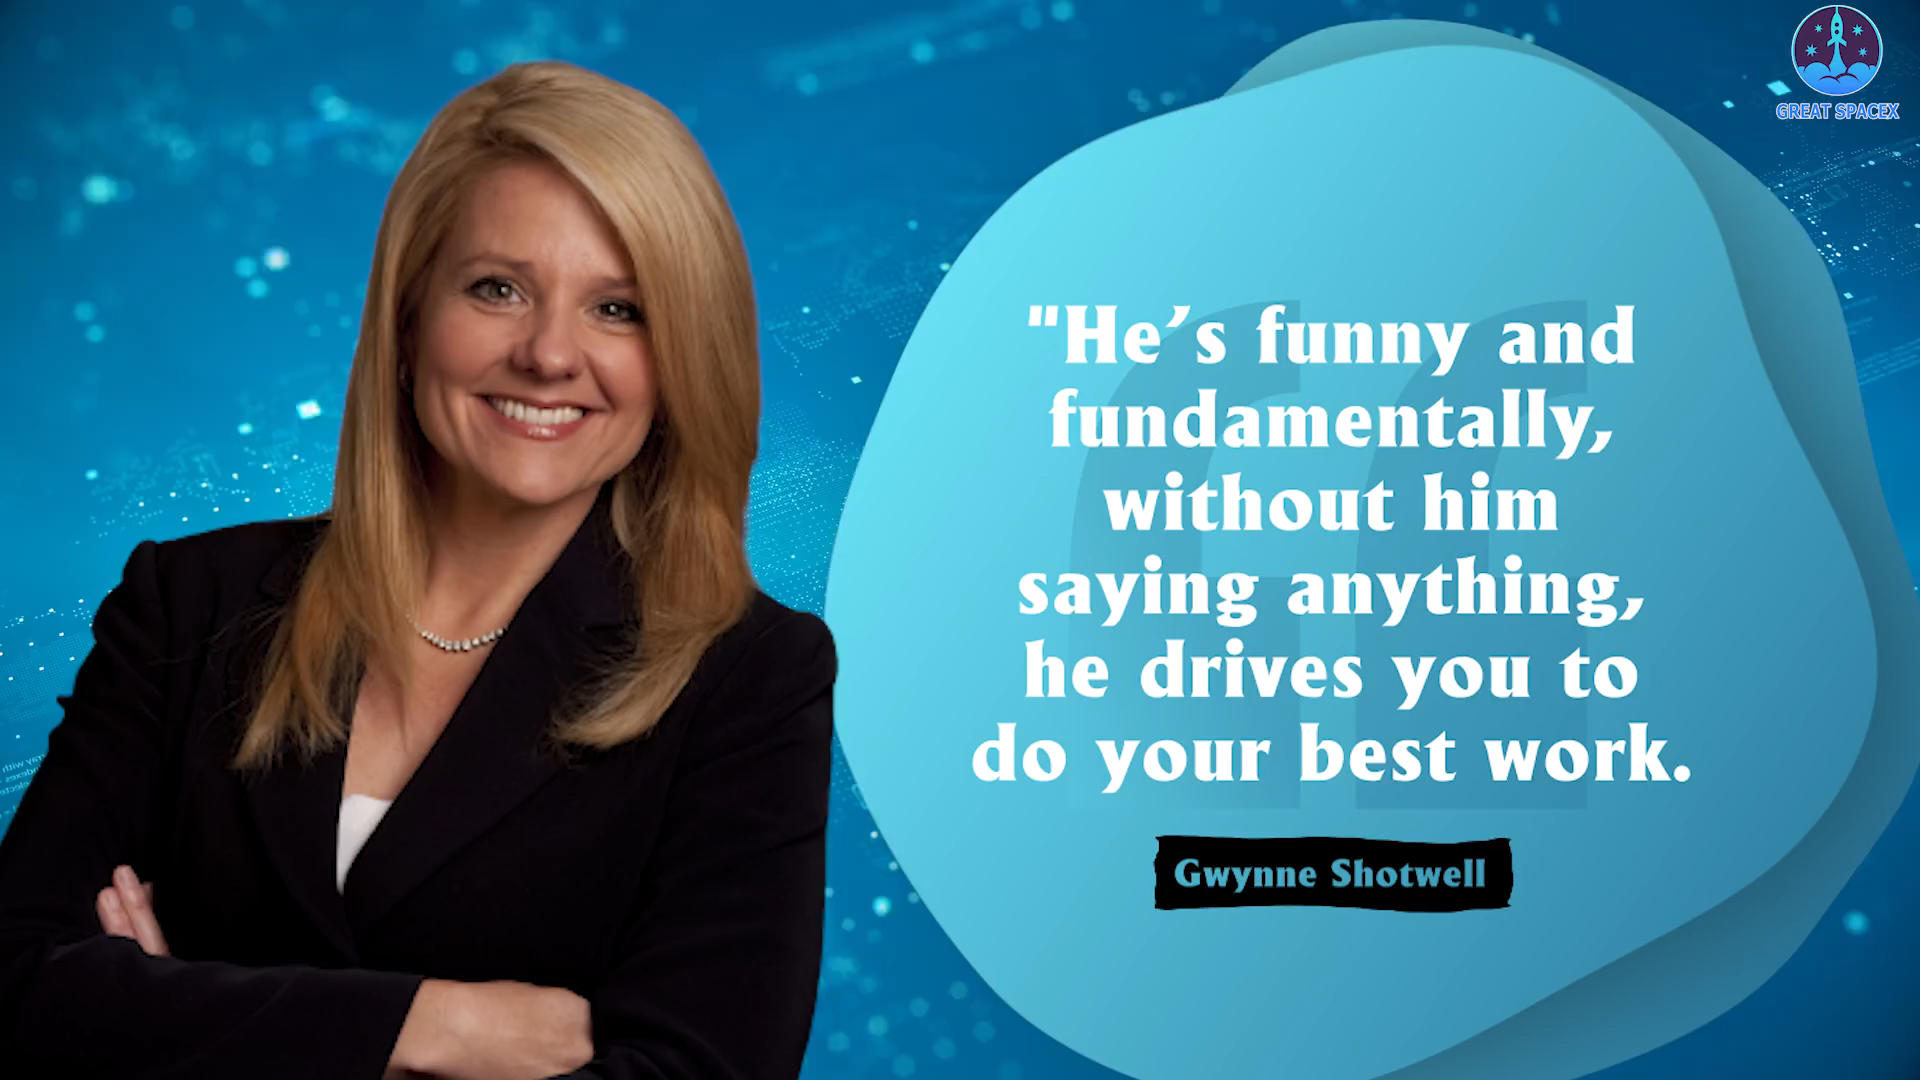 GREAT SPACEX
"He’s funny and
fundamentally,
without him
saying anything,
he drives you to
do your best work.
Gwynne Shotwell